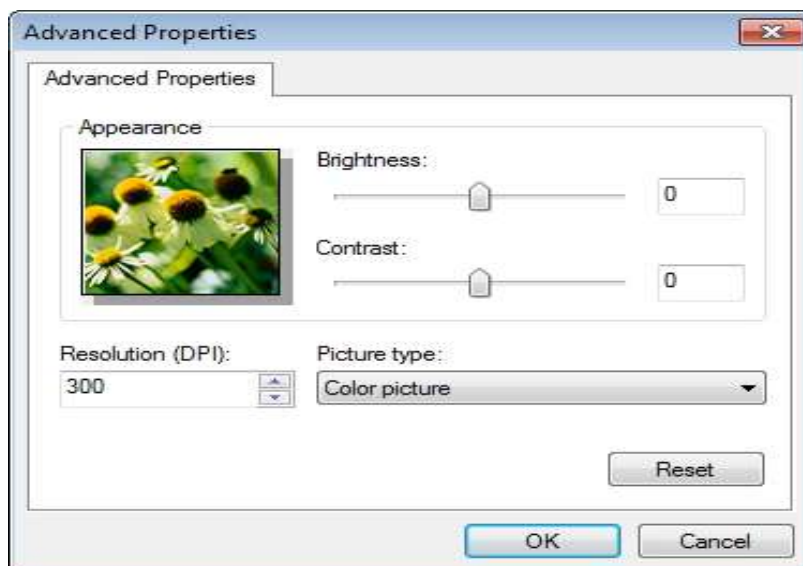 Advanced Properties
Advanced Properties
Appearance
Brightness:
0
Contrast:
0
Resolution (DPI):
300
Picture type:
Color picture
Reset
OK
Cancel